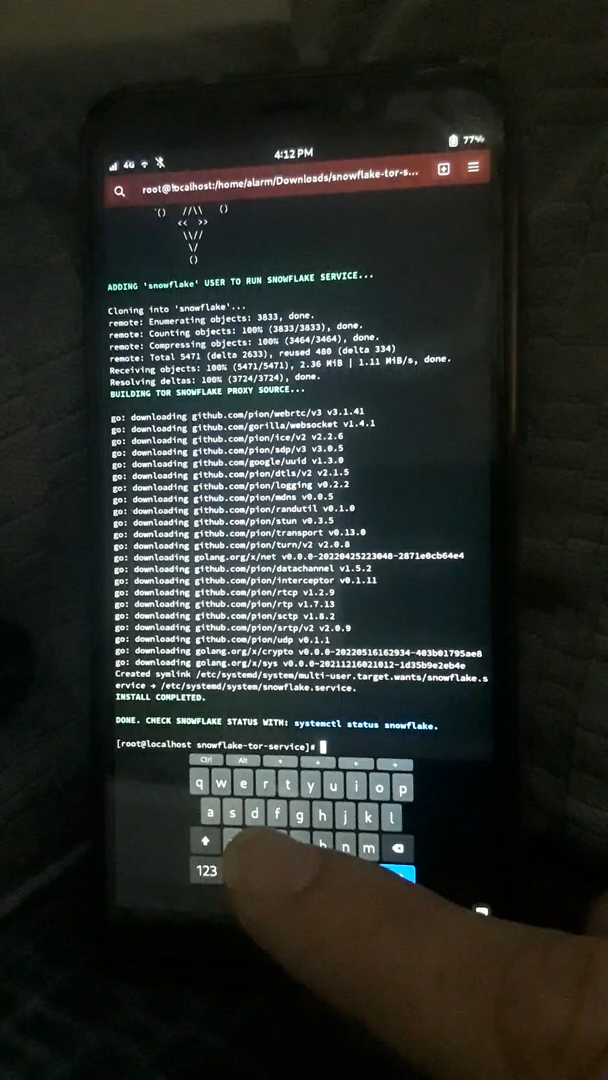 4G
4:12 PM
77%
root@localhost:/home/alarm/Downloads/snowflake-tor-s...
`() //\\ ()
<< >>
\\//
\/
()
ADDING 'snowflake' USER TO RUN SNOWFLAKE SERVICE...
Cloning into 'snowflake'...
remote: Enumerating objects: 3833, done.
remote: Counting objects: 100% (3833/3833), done.
remote: Compressing objects: 100% (3464/3464), done.
remote: Total 5471 (delta 2633), reused 480 (delta 334)
Receiving objects: 100% (5471/5471), 2.36 MiB | 1.11 MiB/s, done.
Resolving deltas: 100% (3724/3724), done.
BUILDING TOR SNOWFLAKE PROXY SOURCE...
go: downloading github.com/pion/webrtc/v3 v3.1.41
go: downloading github.com/gorilla/websocket v1.4.1
go: downloading github.com/pion/ice/v2 v2.2.6
go: downloading github.com/pion/sdp/v3 v3.0.5
go: downloading github.com/google/uuid v1.3.0
go: downloading github.com/pion/dtls/v2 v2.1.5
go: downloading github.com/pion/logging v0.2.2
go: downloading github.com/pion/mdns v0.0.5
go: downloading github.com/pion/randutil v0.1.0
go: downloading github.com/pion/stun v0.3.5
go: downloading github.com/pion/transport v0.13.0
go: downloading github.com/pion/turn/v2 v2.0.8
go: downloading golang.org/x/net v0.0.0-20220425223048-2871e0cb64e4
go: downloading github.com/pion/datachannel v1.5.2
go: downloading github.com/pion/interceptor v0.1.11
go: downloading github.com/pion/rtcp v1.2.9
go: downloading github.com/pion/rtp v1.7.13
go: downloading github.com/pion/sctp v1.8.2
go: downloading github.com/pion/srtp/v2 v2.0.9
go: downloading github.com/pion/udp v0.1.1
go: downloading golang.org/x/crypto v0.0.0-20220516162934-403b01795ae8
go: downloading golang.org/x/sys v0.0.0-20211216021012-1d35b9e2eb4e
Created symlink /etc/systemd/system/multi-user.target.wants/snowflake.s
ervice → /etc/systemd/system/snowflake.service.
INSTALL COMPLETED.
DONE. CHECK SNOWFLAKE STATUS WITH: systemctl status snowflake.
[root@localhost snowflake-tor-service]#
Ctrl Alt
q w e r t y u i o p
a s d f g h j k l
b n m
123